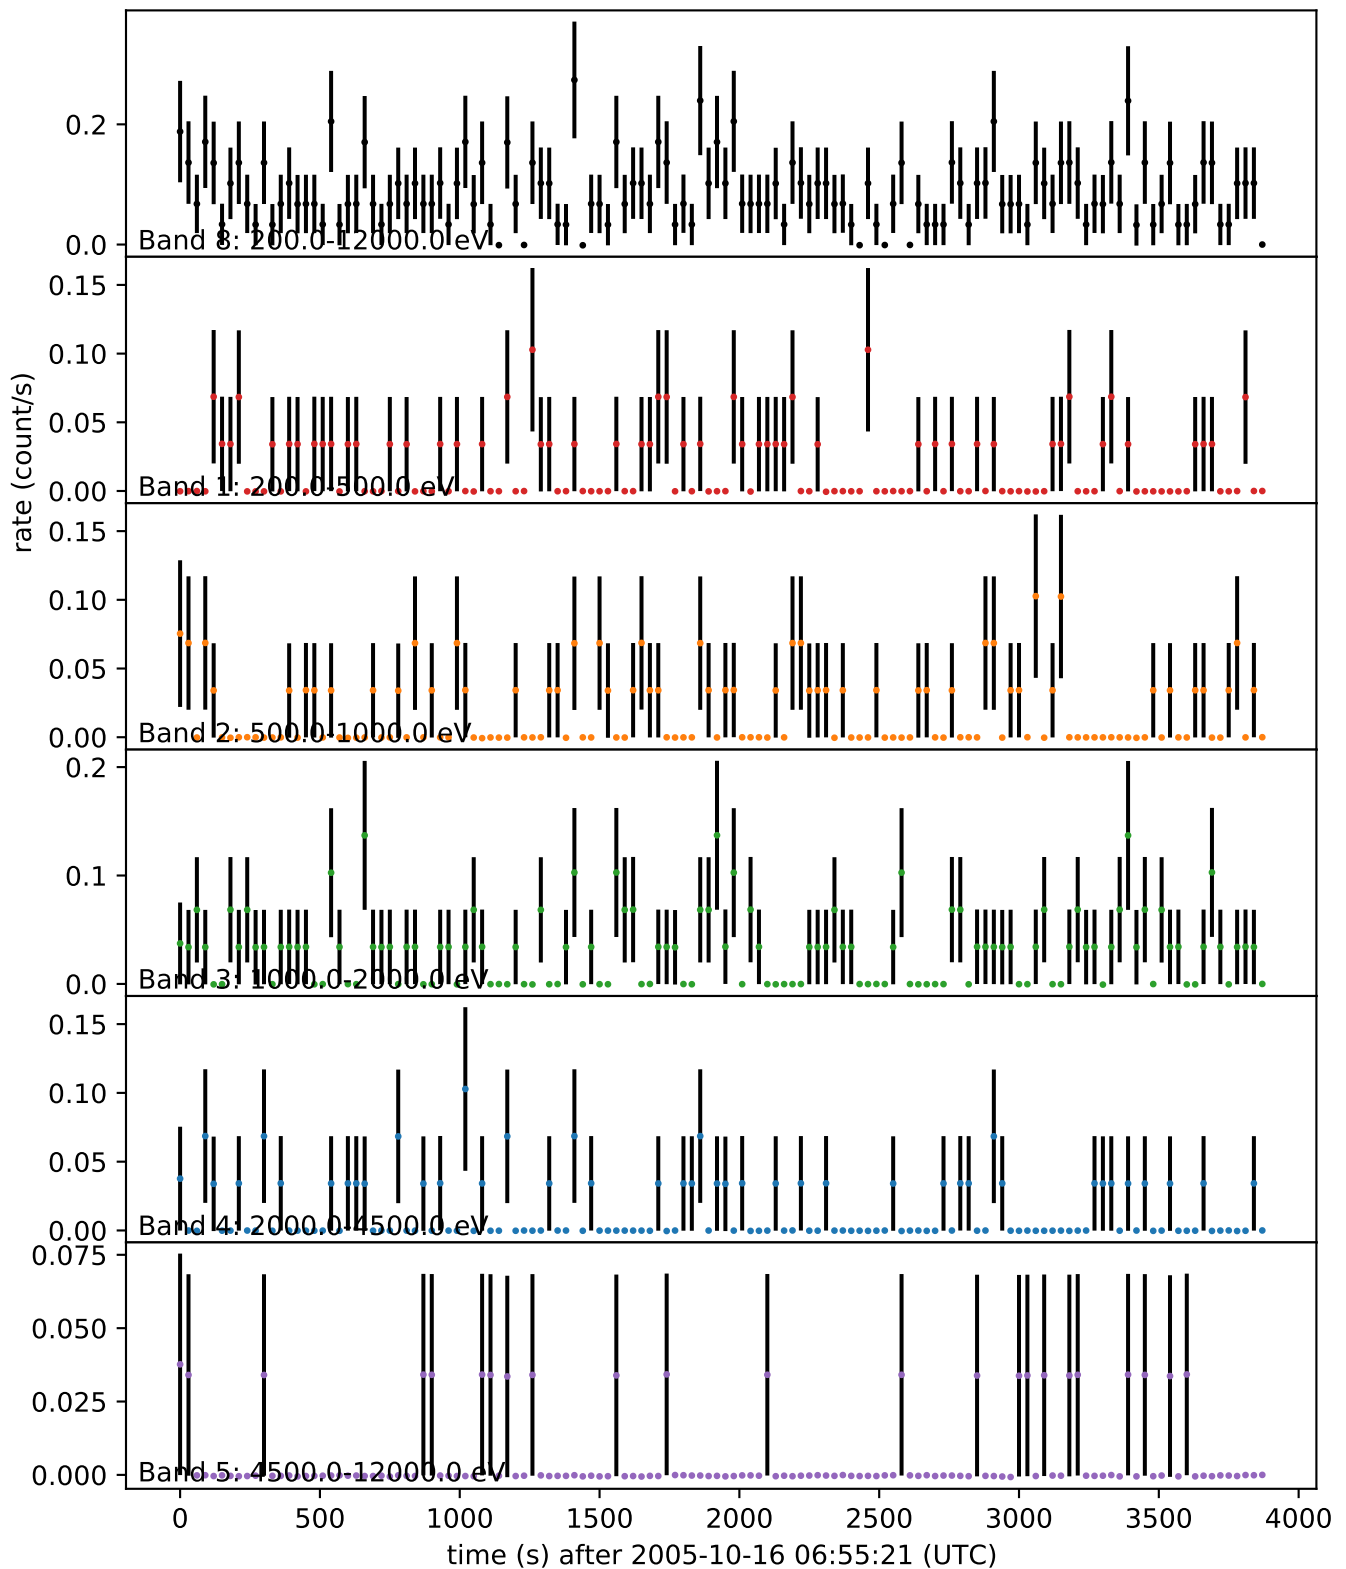 0.2
0.0
Band 8: 200.0-12000.0 eV
0.15
0.10
0.05
0.00
Band 1: 200.0-500.0 eV
rate (count/s)
0.15
0.10
0.05
0.00
Band 2: 500.0-1000.0 eV
0.2
0.1
0.0
Band 3: 1000.0-2000.0 eV
0.15
0.10
0.05
0.00
Band 4: 2000.0-4500.0 eV
0.075
0.050
0.025
0.000
Band 5: 4500.0-12000.0 eV
0 500 1000 1500 2000 2500 3000 3500 4000
time (s) after 2005-10-16 06:55:21 (UTC)